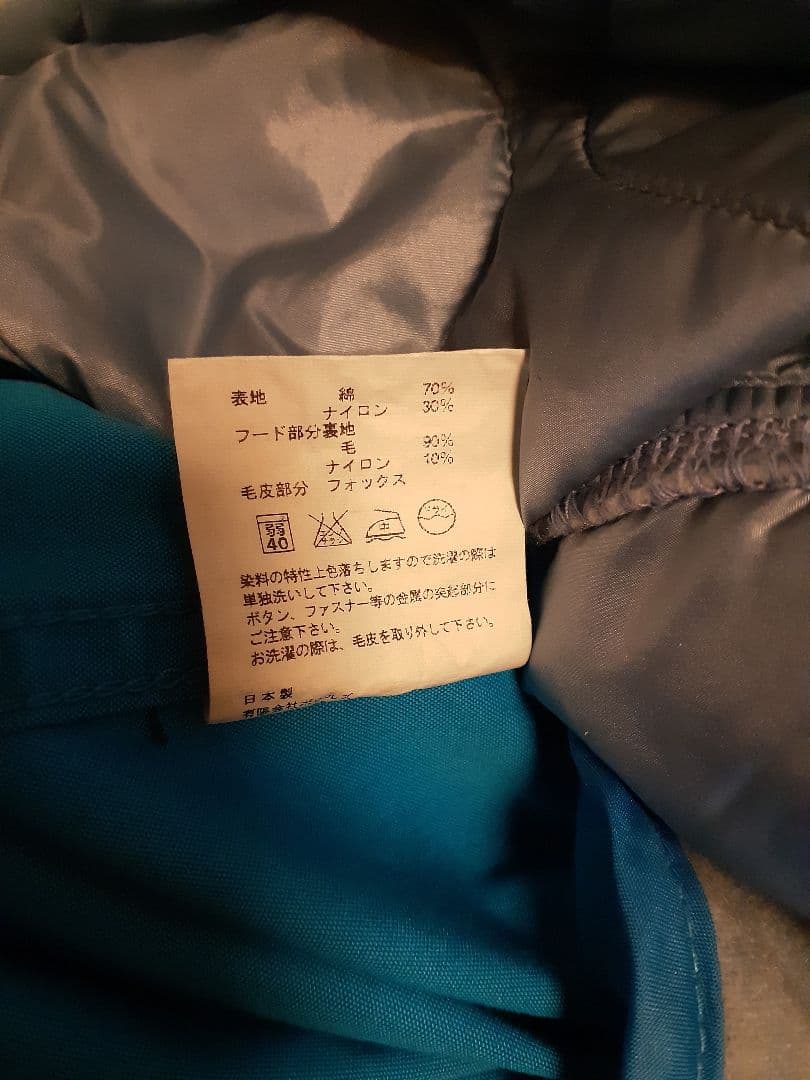 表地 綿 70%
ナイロン 30%
フード部分裏地
毛 90%
ナイロン 10%
毛皮部分 フォックス
弱 40
染料の特性上色落ちしますので洗濯の際は
単独洗いして下さい。
ボタン、ファスナー等の金属の突起部分に
ご注意下さい。
お洗濯の際は、毛皮を取り外して下さい。
日本製
有限会社